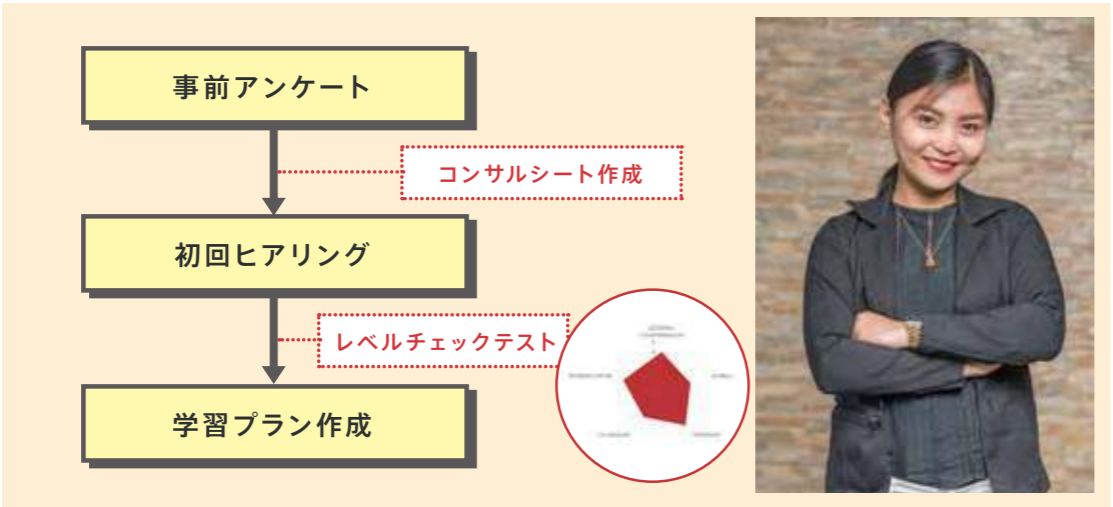 事前アンケート
コンサルシート作成
初回ヒアリング
レベルチェックテスト
学習プラン作成